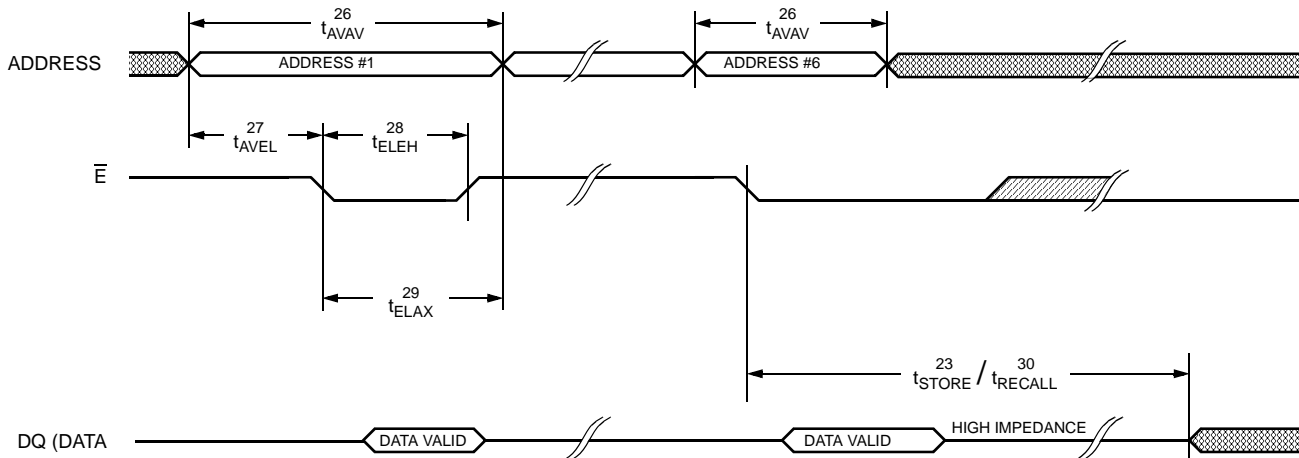 26
tAVAV
26
tAVAV
ADDRESS
ADDRESS #1
ADDRESS #6
27
tAVEL
28
tELEH
E
29
tELAX
23
tSTORE / 30
tRECALL
DQ (DATA
DATA VALID
DATA VALID
HIGH IMPEDANCE